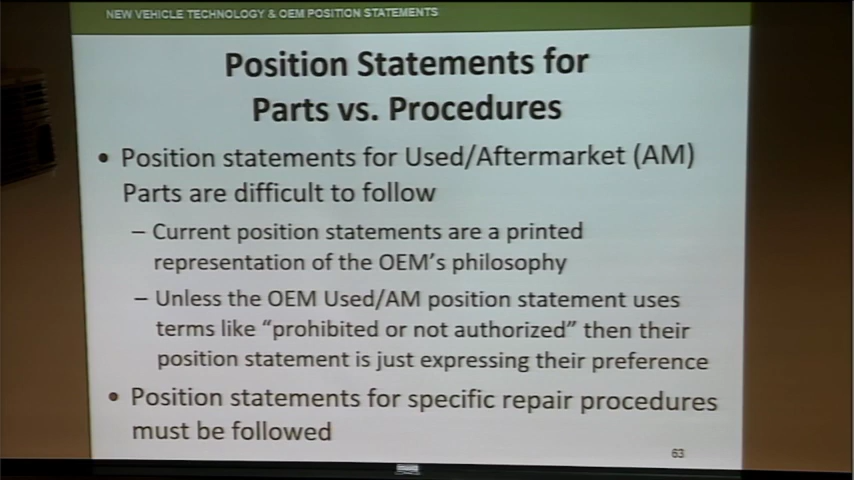 NEW VEHICLE TECHNOLOGY & OEM POSITION STATEMENTS
Position Statements for
Parts vs. Procedures
• Position statements for Used/Aftermarket (AM)
Parts are difficult to follow
– Current position statements are a printed
representation of the OEM's philosophy
– Unless the OEM Used/AM position statement uses
terms like "prohibited or not authorized" then their
position statement is just expressing their preference
• Position statements for specific repair procedures
must be followed
63